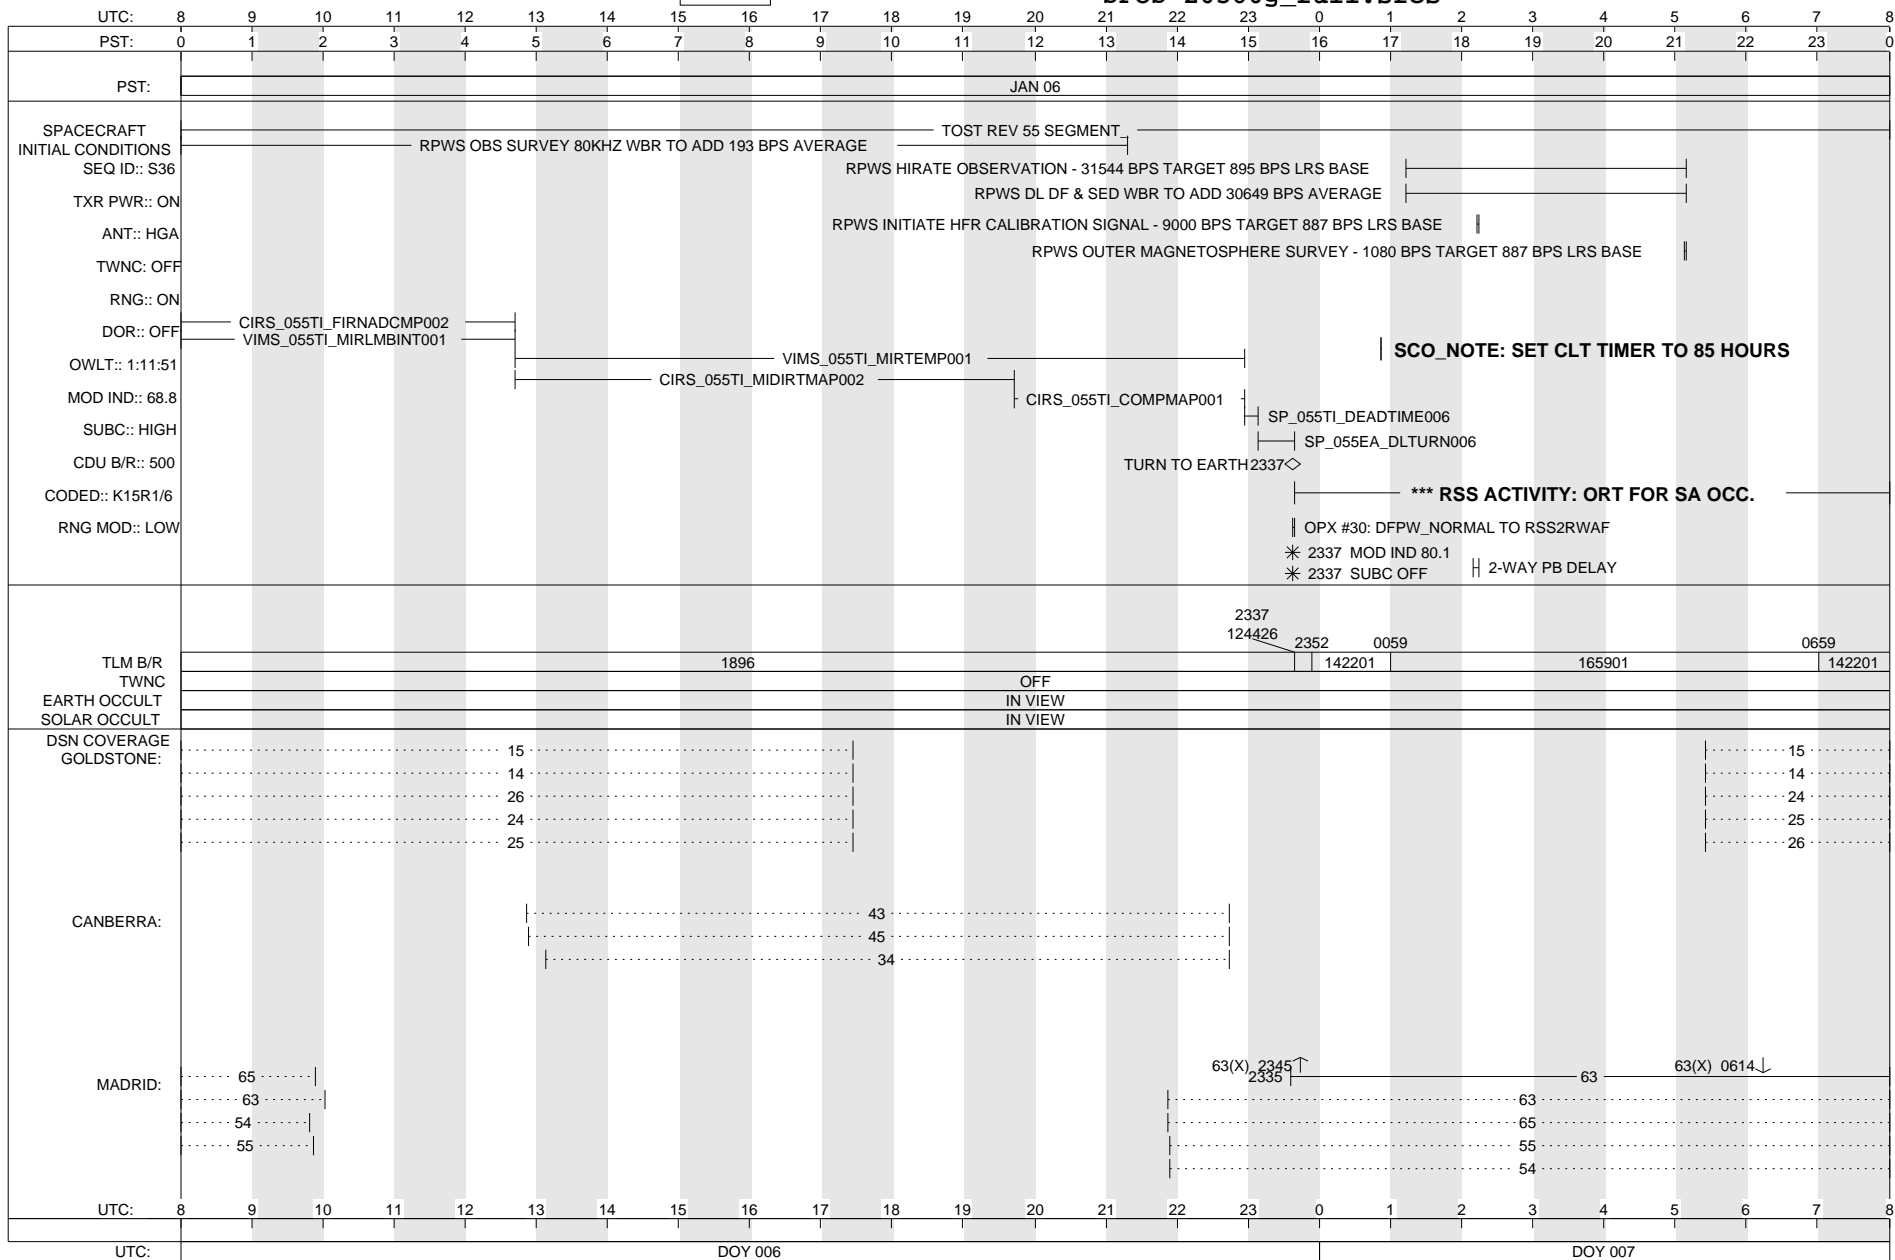 UTC: 8 9 10 11 12 13 14 15 16 17 18 19 20 21 22 23 0 1 2 3 4 5 6 7 8
PST: 0 1 2 3 4 5 6 7 8 9 10 11 12 13 14 15 16 17 18 19 20 21 22 23 0
PST: JAN 06
SPACECRAFT
INITIAL CONDITIONS
SEQ ID:: S36
TXR PWR:: ON
ANT:: HGA
TWNC: OFF
RNG:: ON
DOR:: OFF
OWLT:: 1:11:51
MOD IND:: 68.8
SUBC:: HIGH
CDU B/R:: 500
CODED:: K15R1/6
RNG MOD:: LOW
TOST REV 55 SEGMENT_
RPWS OBS SURVEY 80KHZ WBR TO ADD 193 BPS AVERAGE
RPWS HIRATE OBSERVATION - 31544 BPS TARGET 895 BPS LRS BASE
RPWS DL DF & SED WBR TO ADD 30649 BPS AVERAGE
RPWS INITIATE HFR CALIBRATION SIGNAL - 9000 BPS TARGET 887 BPS LRS BASE
RPWS OUTER MAGNETOSPHERE SURVEY - 1080 BPS TARGET 887 BPS LRS BASE
CIRS_055TI_FIRNADCMP002
VIMS_055TI_MIRLMBINT001
VIMS_055TI_MIRTEMP001
SCO_NOTE: SET CLT TIMER TO 85 HOURS
CIRS_055TI_MIDIRTMAP002
CIRS_055TI_COMPMAP001
SP_055TI_DEADTIME006
SP_055EA_DLTURN006
TURN TO EARTH 2337
*** RSS ACTIVITY: ORT FOR SA OCC.
OPX #30: DFPW_NORMAL TO RSS2RWAF
2337 MOD IND 80.1
2337 SUBC OFF
2-WAY PB DELAY
2337
124426
2352 0059 0659
TLM B/R 1896 142201 165901 142201
TWNC OFF
EARTH OCCULT IN VIEW
SOLAR OCCULT IN VIEW
DSN COVERAGE
GOLDSTONE:
15 15
14 14
26 24
24 25
25 26
CANBERRA:
43
45
34
63(X) 2345 63(X) 0614
MADRID:
65 2335 63
63 63
54 65
55 55
54
UTC: 8 9 10 11 12 13 14 15 16 17 18 19 20 21 22 23 0 1 2 3 4 5 6 7 8
UTC: DOY 006 DOY 007